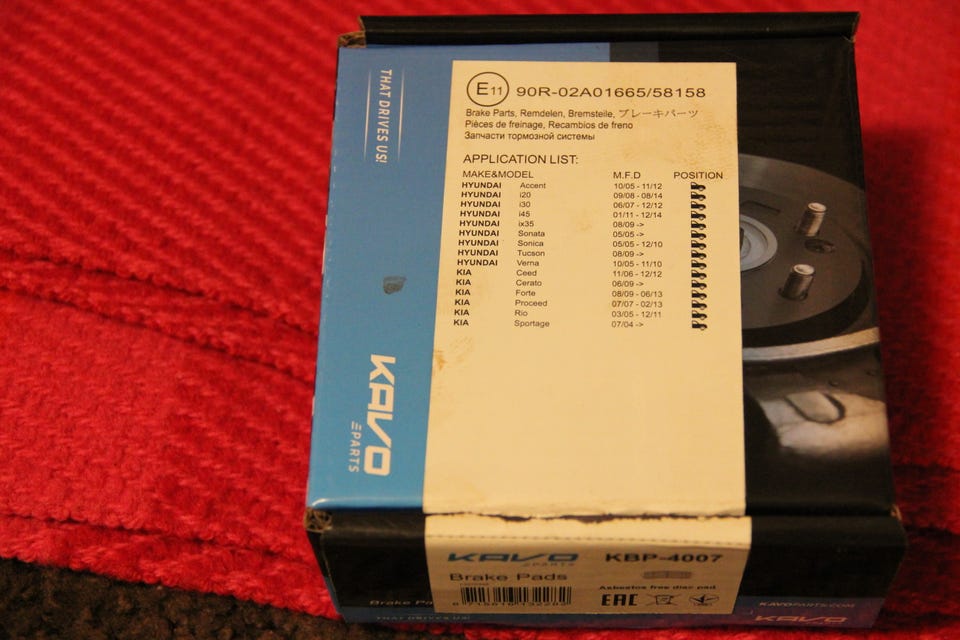 THAT DRIVES US!
KAVO
PARTS
E11 90R-02A01665/58158
Brake Parts, Remdelen, Bremsteile, ブレーキパーツ
Pièces de freinage, Recambios de freno
Запчасти тормозной системы
APPLICATION LIST:
MAKE&MODEL M.F.D POSITION
HYUNDAI Accent 10/05 - 11/12
HYUNDAI i20 09/08 - 08/14
HYUNDAI i30 06/07 - 12/12
HYUNDAI i45 01/11 - 12/14
HYUNDAI ix35 08/09 ->
HYUNDAI Sonata 05/05 ->
HYUNDAI Sonica 05/05 - 12/10
HYUNDAI Tucson 08/09 ->
HYUNDAI Verna 10/05 - 11/10
KIA Ceed 11/06 - 12/12
KIA Cerato 06/09 ->
KIA Forte 08/09 - 06/13
KIA Proceed 07/07 - 02/13
KIA Rio 03/05 - 12/11
KIA Sportage 07/04 ->
KAVO PARTS KBP-4007
Brake Pads
Asbestos free disc pad
EAC
Brake Pa
THAT DRIVES US!
KAVOPARTS.COM
KAVO